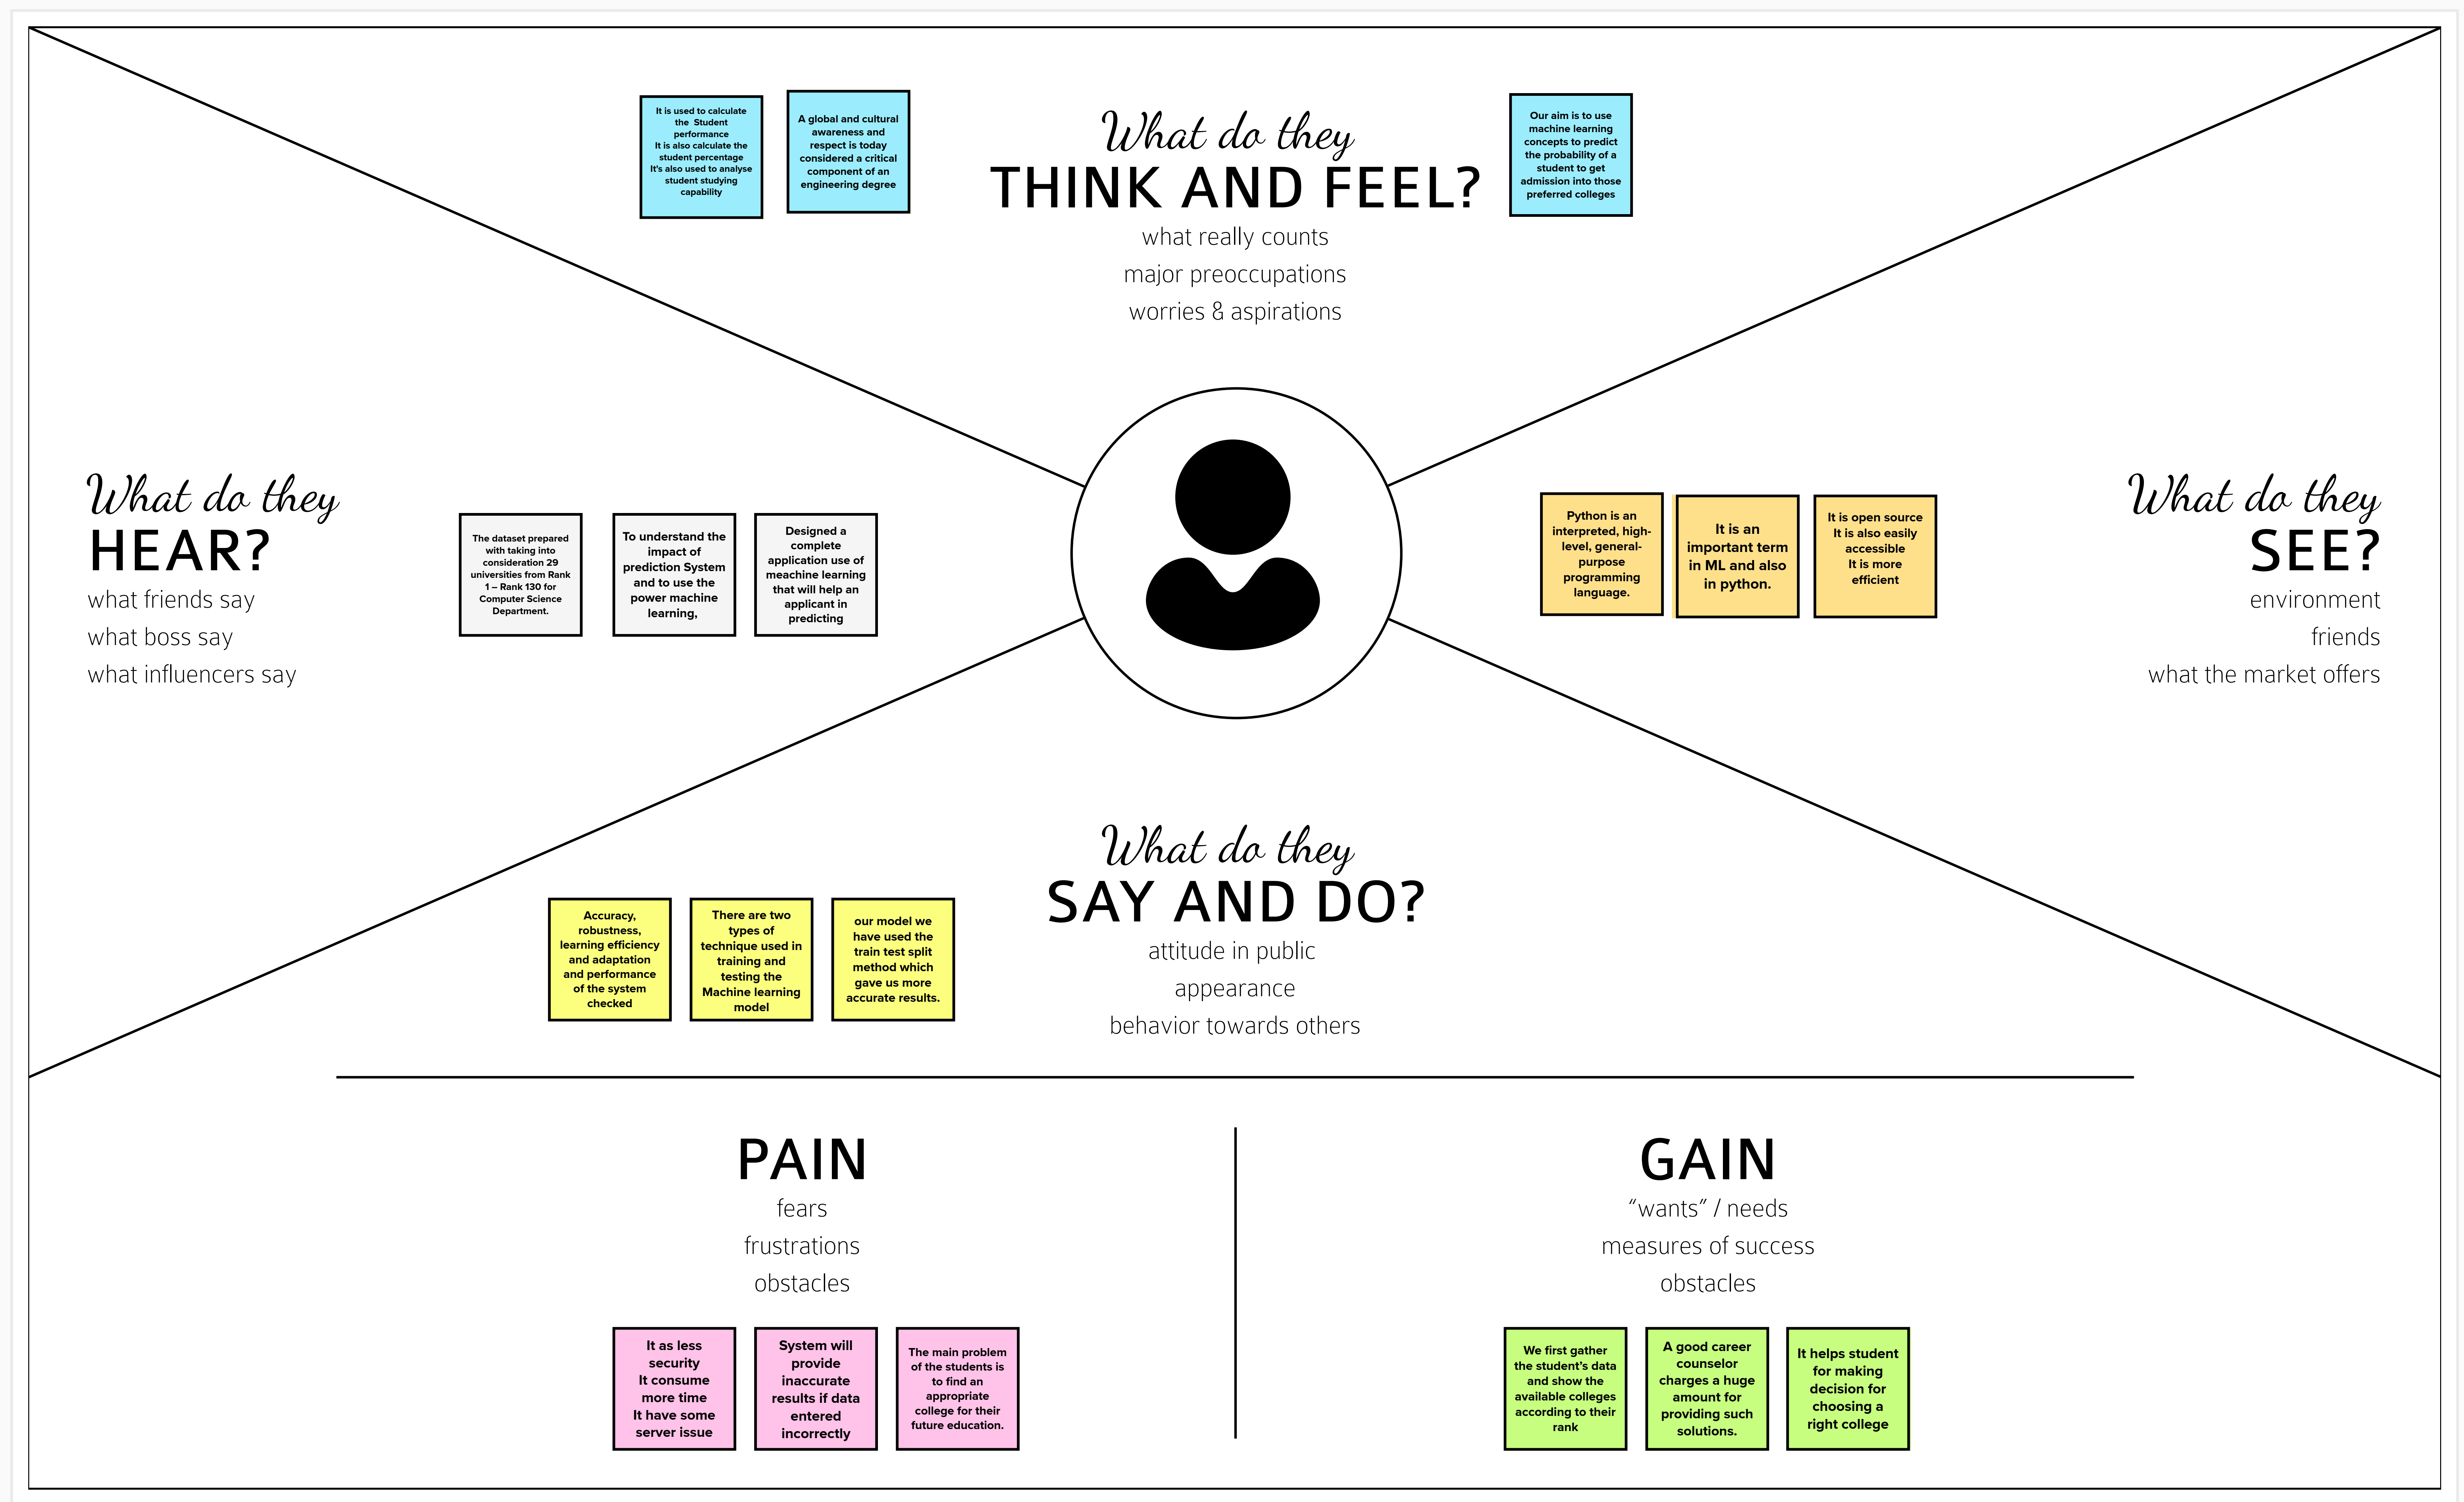 It is used to calculate
the Student
performance
It is also calculate the
student percentage
It's also used to analyse
student studying
capability
A global and cultural
awareness and
respect is today
considered a critical
component of an
engineering degree
What do they
THINK AND FEEL?
what really counts
major preoccupations
worries & aspirations
Our aim is to use
machine learning
concepts to predict
the probability of a
student to get
admission into those
preferred colleges
What do they
HEAR?
what friends say
what boss say
what influencers say
The dataset prepared
with taking into
consideration 29
universities from Rank
1 – Rank 130 for
Computer Science
Department.
To understand the
impact of
prediction System
and to use the
power machine
learning,
Designed a
complete
application use of
meachine learning
that will help an
applicant in
predicting
Python is an
interpreted, high-
level, general-
purpose
programming
language.
It is an
important term
in ML and also
in python.
It is open source
It is also easily
accessible
It is more
efficient
What do they
SEE?
environment
friends
what the market offers
What do they
SAY AND DO?
attitude in public
appearance
behavior towards others
Accuracy,
robustness,
learning efficiency
and adaptation
and performance
of the system
checked
There are two
types of
technique used in
training and
testing the
Machine learning
model
our model we
have used the
train test split
method which
gave us more
accurate results.
PAIN
fears
frustrations
obstacles
It as less
security
It consume
more time
It have some
server issue
System will
provide
inaccurate
results if data
entered
incorrectly
The main problem
of the students is
to find an
appropriate
college for their
future education.
GAIN
“wants” / needs
measures of success
obstacles
We first gather
the student’s data
and show the
available colleges
according to their
rank
A good career
counselor
charges a huge
amount for
providing such
solutions.
It helps student
for making
decision for
choosing a
right college